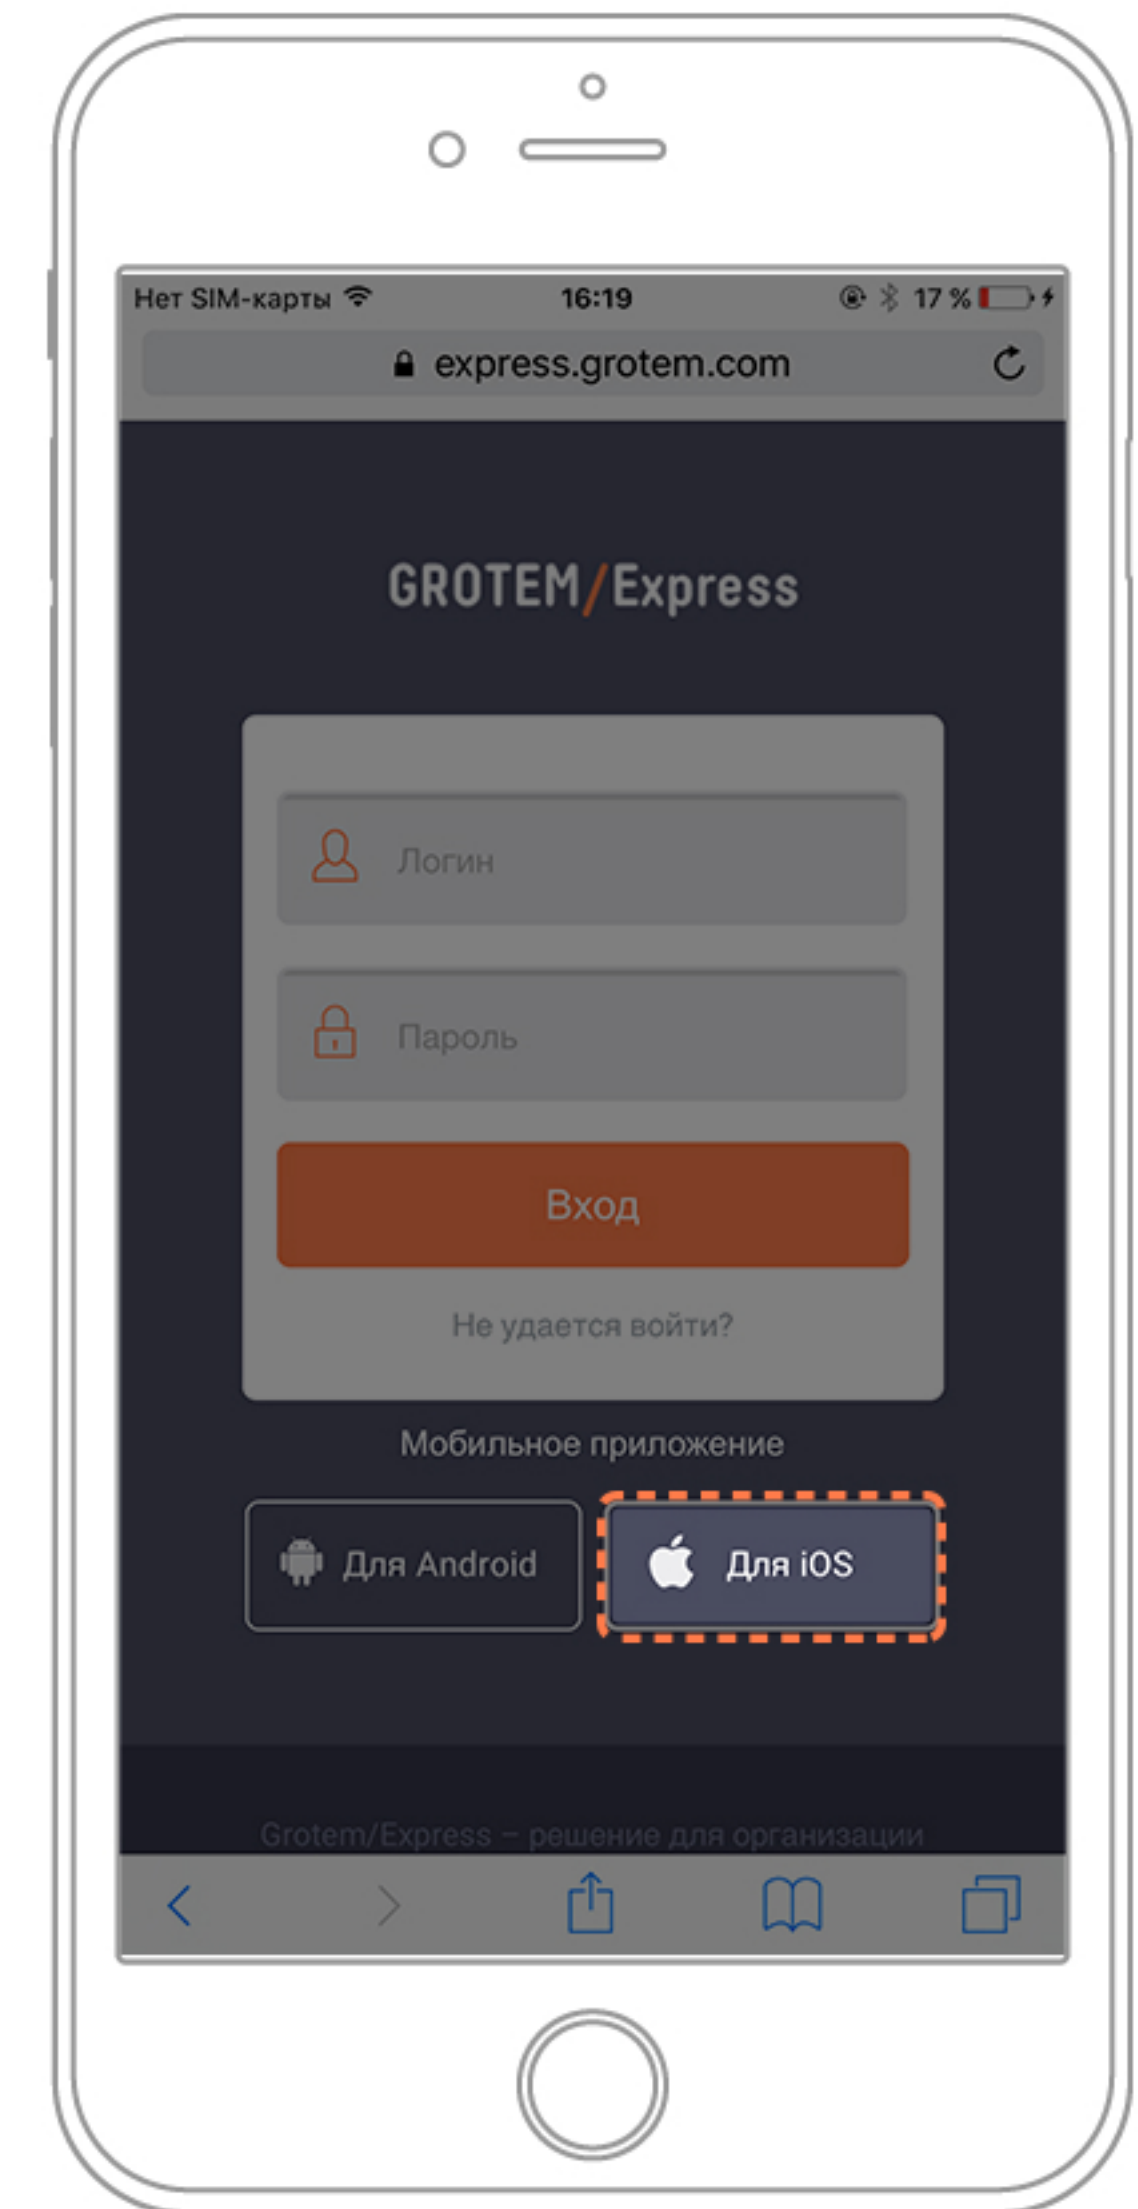 Нет SIM-карты 16:19 17 %
express.grotem.com
GROTEM/Express
Логин
Пароль
Вход
Не удается войти?
Мобильное приложение
Для Android Для iOS
Grotem/Express – решение для организации